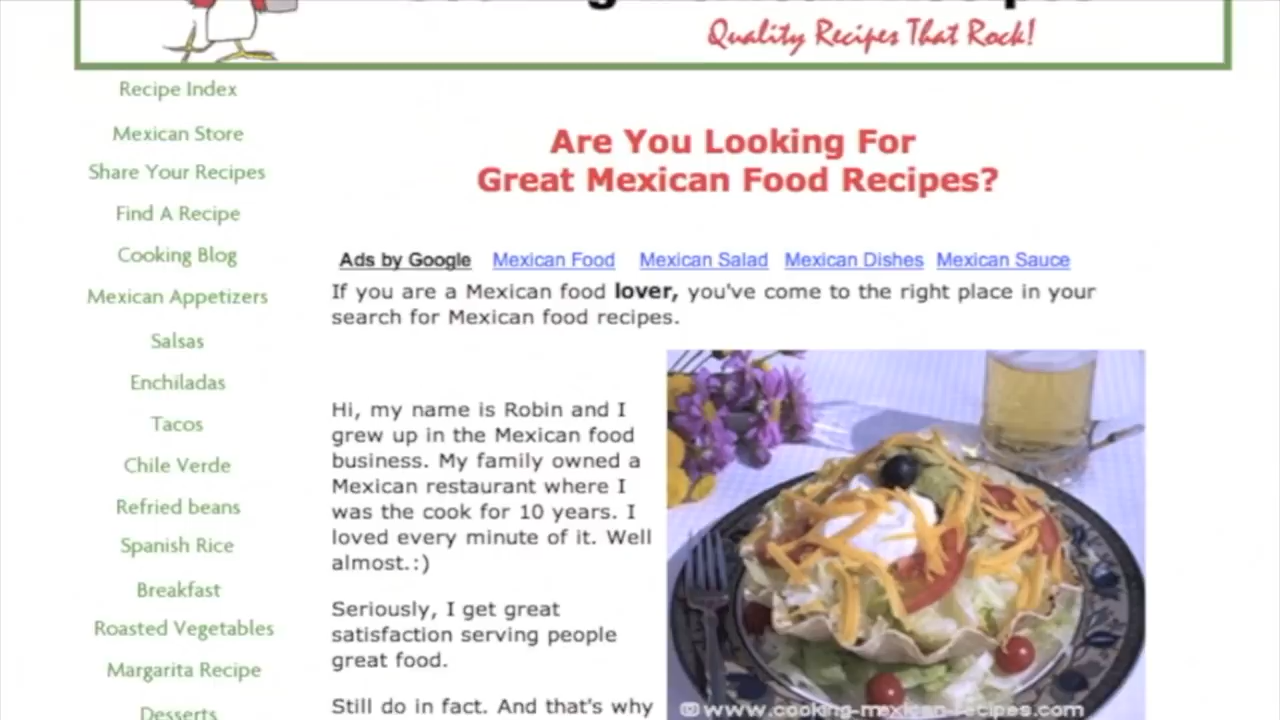 Quality Recipes That Rock!
Recipe Index
Mexican Store
Share Your Recipes
Find A Recipe
Cooking Blog
Mexican Appetizers
Salsas
Enchiladas
Tacos
Chile Verde
Refried beans
Spanish Rice
Breakfast
Roasted Vegetables
Margarita Recipe
Desserts
Are You Looking For
Great Mexican Food Recipes?
Ads by Google Mexican Food Mexican Salad Mexican Dishes Mexican Sauce
If you are a Mexican food lover, you've come to the right place in your
search for Mexican food recipes.
Hi, my name is Robin and I
grew up in the Mexican food
business. My family owned a
Mexican restaurant where I
was the cook for 10 years. I
loved every minute of it. Well
almost.:)
Seriously, I get great
satisfaction serving people
great food.
Still do in fact. And that's why
©www.cooking-mexican-recipes.com